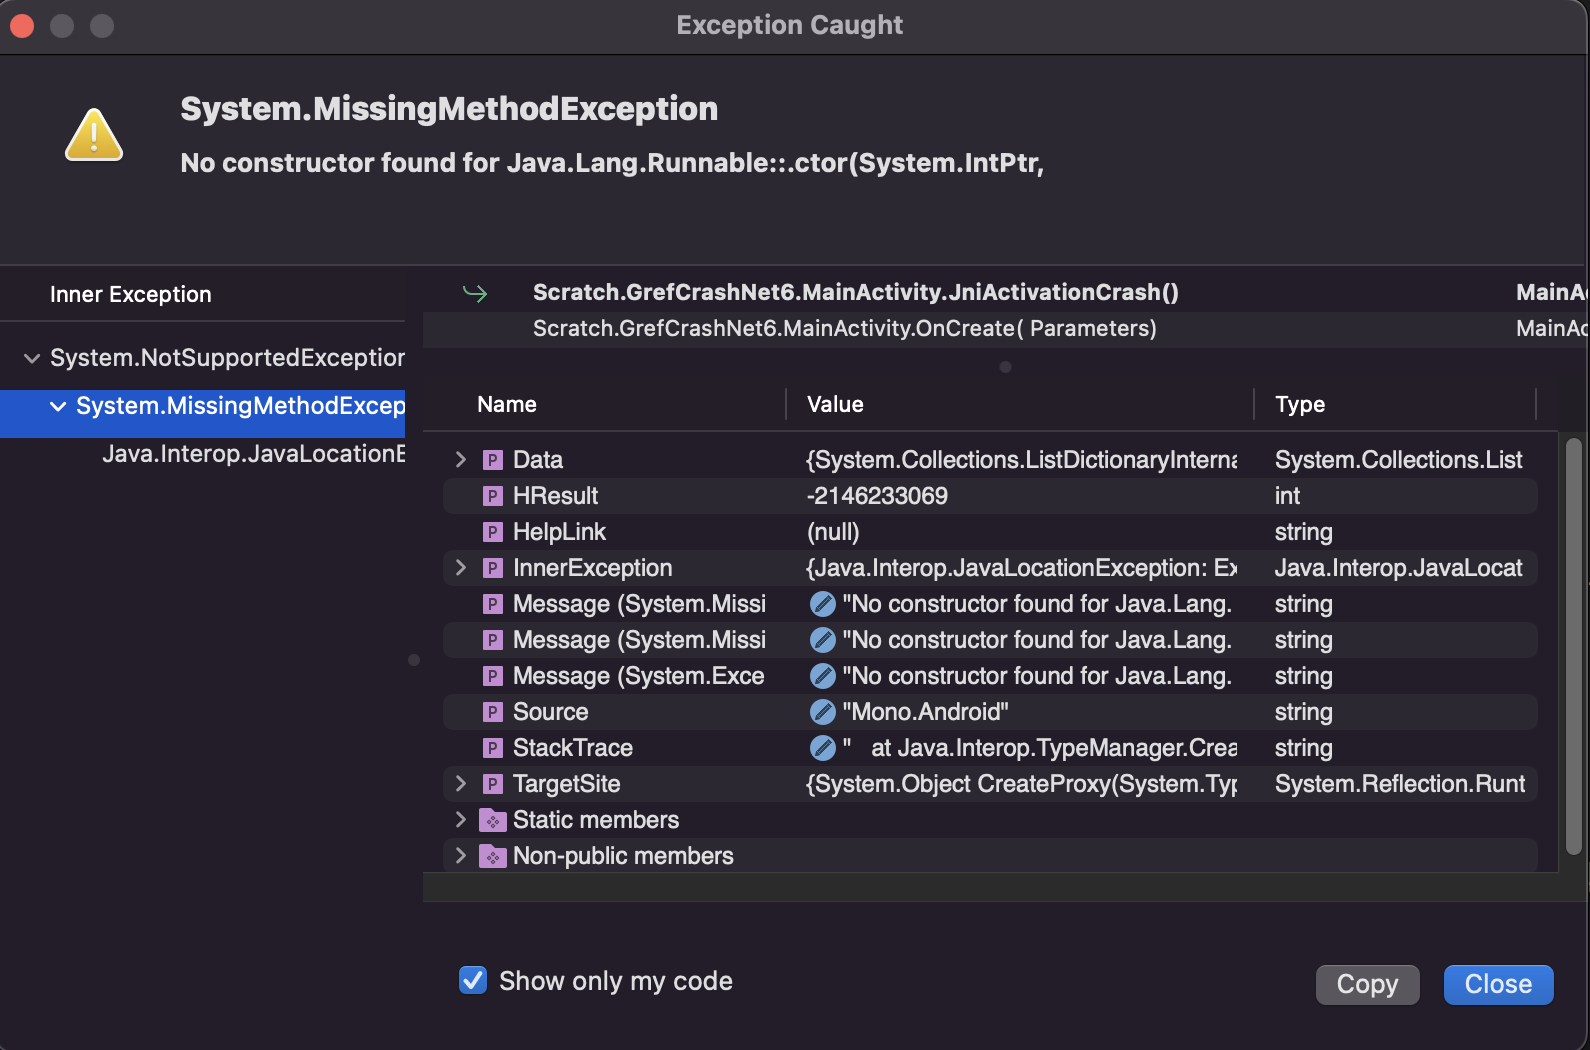 Exception Caught
System.MissingMethodException
No constructor found for Java.Lang.Runnable::.ctor(System.IntPtr,
Inner Exception
System.NotSupportedException
System.MissingMethodExcep
Java.Interop.JavaLocationE
Scratch.GrefCrashNet6.MainActivity.JniActivationCrash() MainAc
Scratch.GrefCrashNet6.MainActivity.OnCreate( Parameters) MainAc
Name Value Type
P Data {System.Collections.ListDictionaryInterna System.Collections.List
P HResult -2146233069 int
P HelpLink (null) string
P InnerException {Java.Interop.JavaLocationException: Ex Java.Interop.JavaLocat
P Message (System.Missi "No constructor found for Java.Lang. string
P Message (System.Missi "No constructor found for Java.Lang. string
P Message (System.Exce "No constructor found for Java.Lang. string
P Source "Mono.Android" string
P StackTrace " at Java.Interop.TypeManager.Crea string
P TargetSite {System.Object CreateProxy(System.Typ System.Reflection.Runt
Static members
Non-public members
Show only my code
Copy
Close